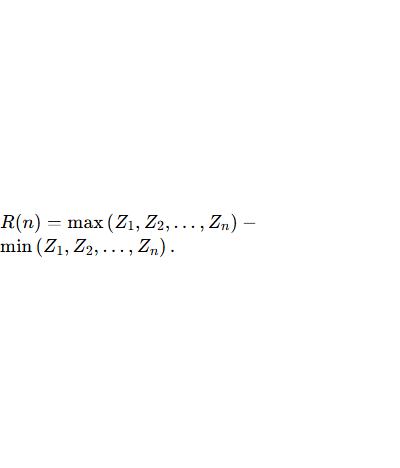 R(n) = max (Z₁, Z₂, …, Zₙ) −
min (Z₁, Z₂, …, Zₙ) .